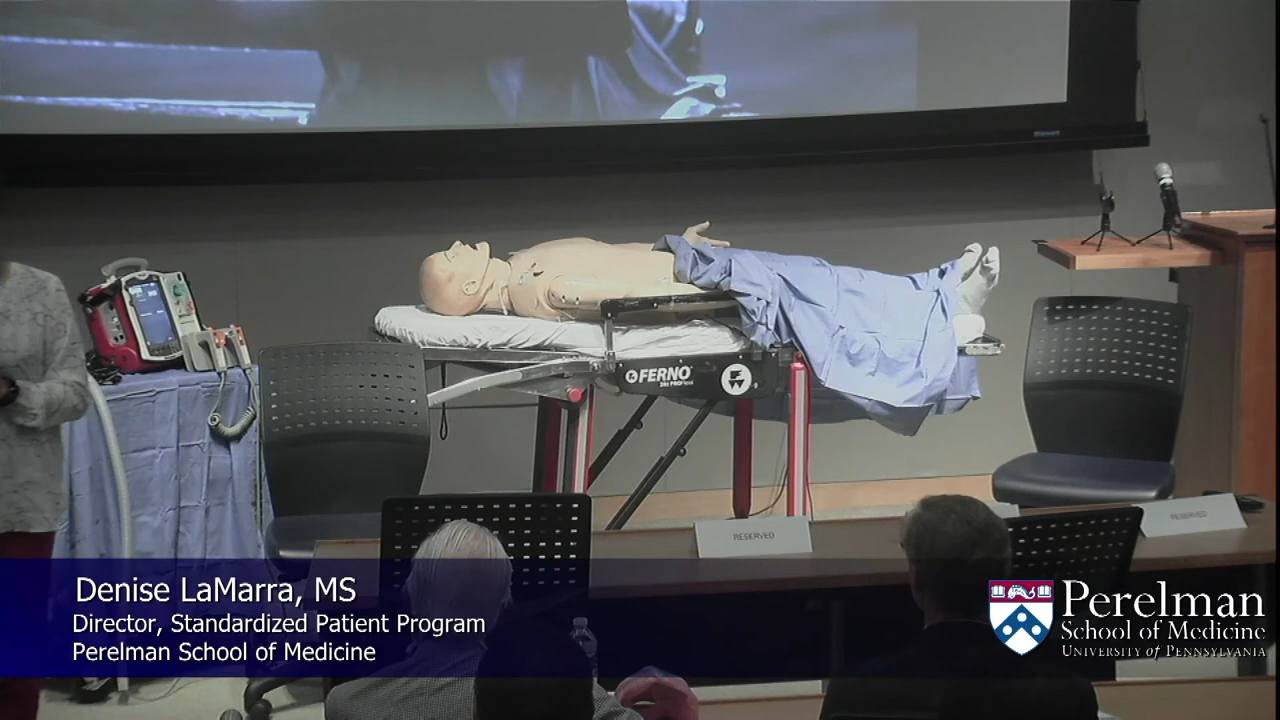 Stewart
FERNO
RESERVED
RESERVED
Denise LaMarra, MS
Director, Standardized Patient Program
Perelman School of Medicine
Perelman
School of Medicine
University of Pennsylvania